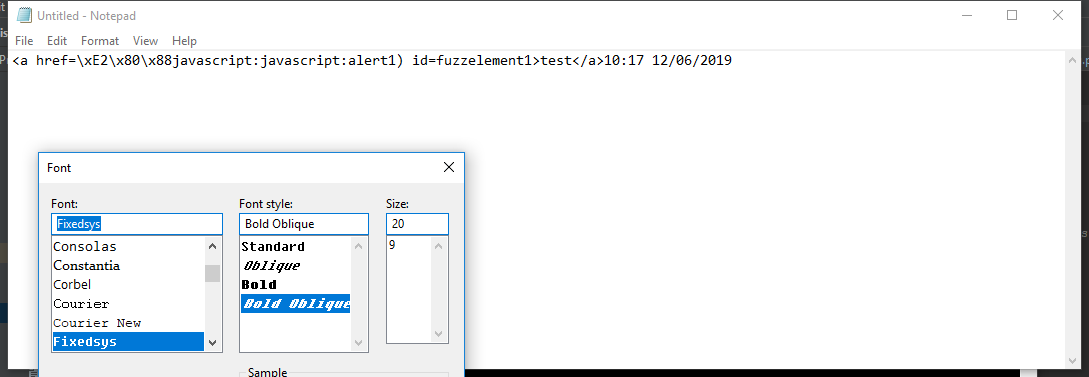 Untitled - Notepad
File Edit Format View Help
<a href=\xE2\x80\x88javascript:javascript:alert1) id=fuzzelement1>test</a>10:17 12/06/2019
Font
Font: Font style: Size:
Fixedsys Bold Oblique 20
Consolas Standard 9
Constantia Oblique
Corbel Bold
Courier Bold Oblique
Courier New
Fixedsys
Sample